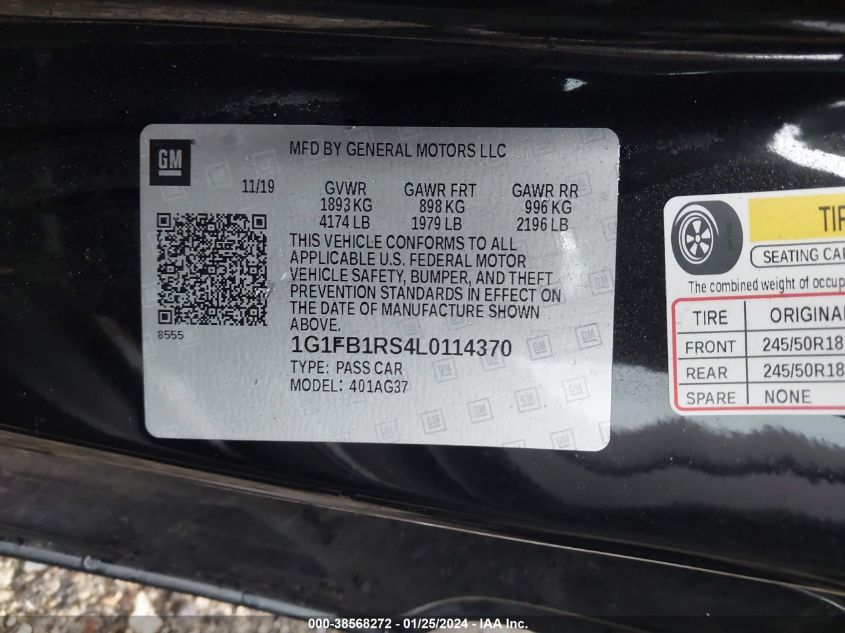 GM
MFD BY GENERAL MOTORS LLC
11/19 GVWR GAWR FRT GAWR RR
1893 KG 898 KG 996 KG
4174 LB 1979 LB 2196 LB
THIS VEHICLE CONFORMS TO ALL
APPLICABLE U.S. FEDERAL MOTOR
VEHICLE SAFETY, BUMPER, AND THEFT
PREVENTION STANDARDS IN EFFECT ON
THE DATE OF MANUFACTURE SHOWN
ABOVE.
8555
1G1FB1RS4L0114370
TYPE: PASS CAR
MODEL: 401AG37
TIR
SEATING CAP
The combined weight of occup
TIRE ORIGINAL
FRONT 245/50R18
REAR 245/50R18
SPARE NONE
000-38568272 - 01/25/2024 - IAAI.com